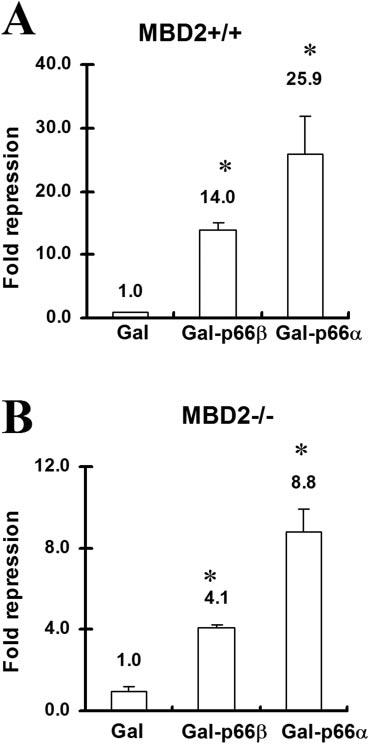 A
MBD2+/+
Fold repression
40.0
30.0
20.0
10.0
0.0
1.0
*
14.0
*
25.9
Gal Gal-p66β Gal-p66α
B
MBD2-/-
Fold repression
12.0
8.0
4.0
0.0
1.0
*
4.1
*
8.8
Gal Gal-p66β Gal-p66α